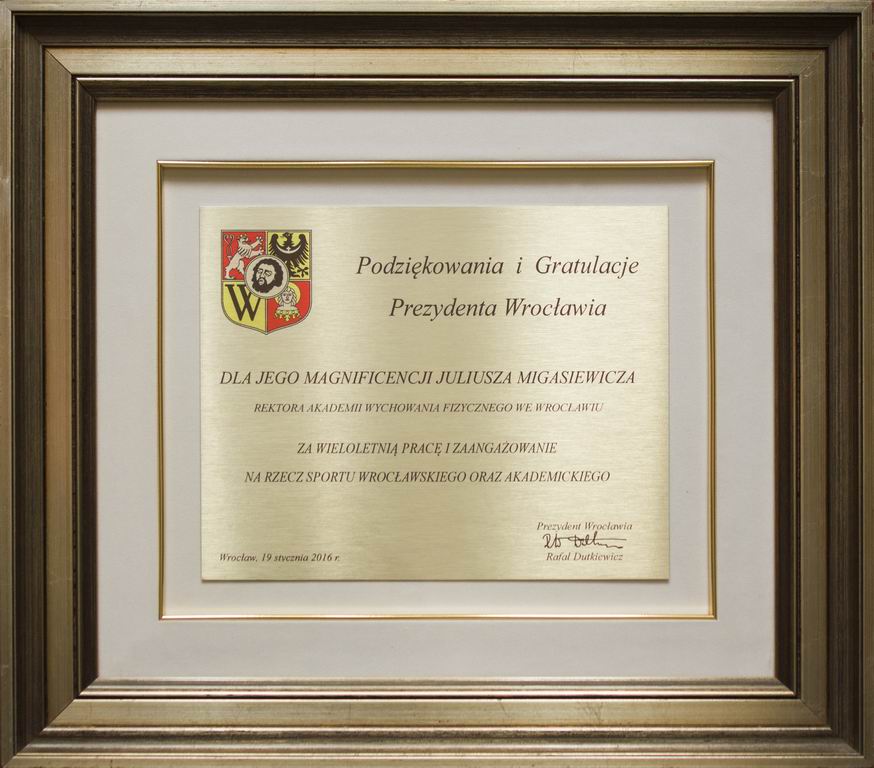 W
Podziękowania i Gratulacje
Prezydenta Wrocławia
DLA JEGO MAGNIFICENCJI JULIUSZA MIGASIEWICZA
REKTORA AKADEMII WYCHOWANIA FIZYCZNEGO WE WROCŁAWIU
ZA WIELOLETNIĄ PRACĘ I ZAANGAŻOWANIE
NA RZECZ SPORTU WROCŁAWSKIEGO ORAZ AKADEMICKIEGO
Prezydent Wrocławia
Rafał Dutkiewicz
Wrocław, 19 stycznia 2016 r.